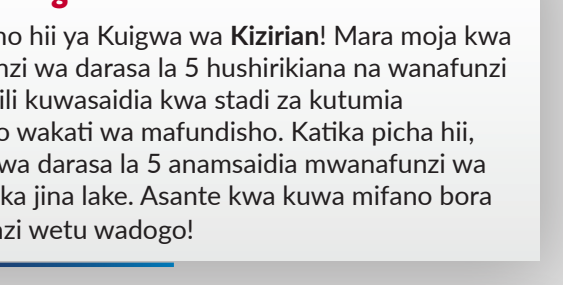 g
no hii ya Kuigwa wa Kizirian! Mara moja kwa
nzi wa darasa la 5 hushirikiana na wanafunzi
ili kuwasaidia kwa stadi za kutumia
o wakati wa mafundisho. Katika picha hii,
wa darasa la 5 anamsaidia mwanafunzi wa
ka jina lake. Asante kwa kuwa mifano bora
nzi wetu wadogo!